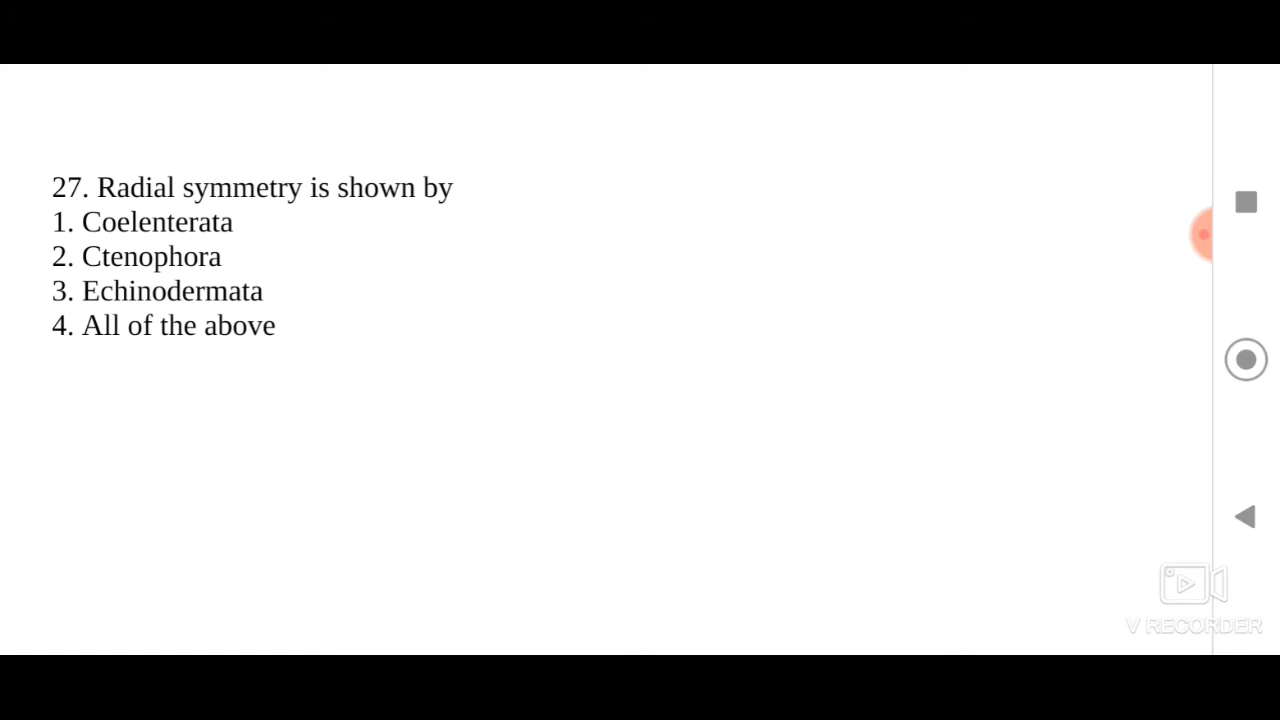 27. Radial symmetry is shown by
1. Coelenterata
2. Ctenophora
3. Echinodermata
4. All of the above
V RECORDER